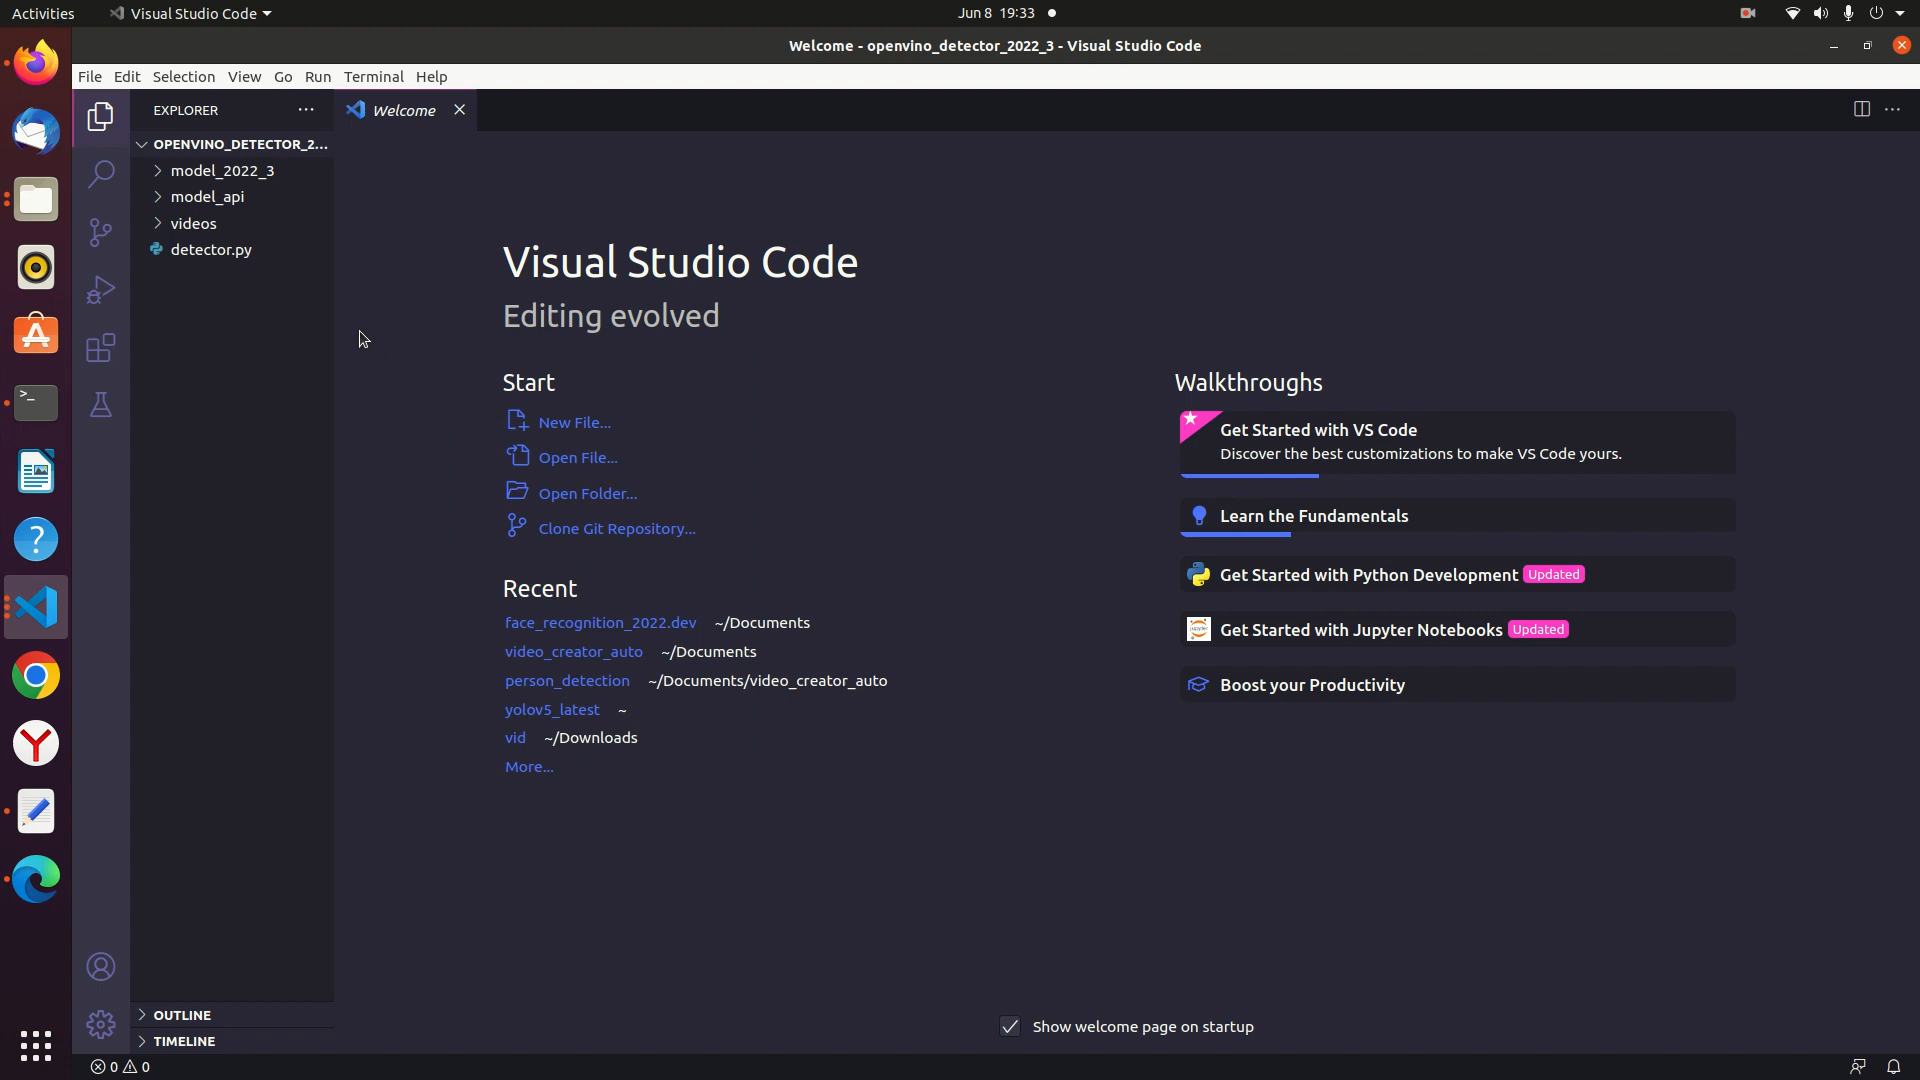 Activities Visual Studio Code Jun 8 19:33
Welcome - openvino_detector_2022_3 - Visual Studio Code
File Edit Selection View Go Run Terminal Help
EXPLORER
Welcome
OPENVINO_DETECTOR_2...
model_2022_3
model_api
videos
detector.py
Visual Studio Code
Editing evolved
Start
New File...
Open File...
Open Folder...
Clone Git Repository...
Recent
face_recognition_2022.dev ~/Documents
video_creator_auto ~/Documents
person_detection ~/Documents/video_creator_auto
yolov5_latest ~
vid ~/Downloads
More...
Walkthroughs
Get Started with VS Code
Discover the best customizations to make VS Code yours.
Learn the Fundamentals
Get Started with Python Development Updated
Get Started with Jupyter Notebooks Updated
Boost your Productivity
Show welcome page on startup
OUTLINE
TIMELINE
0 0